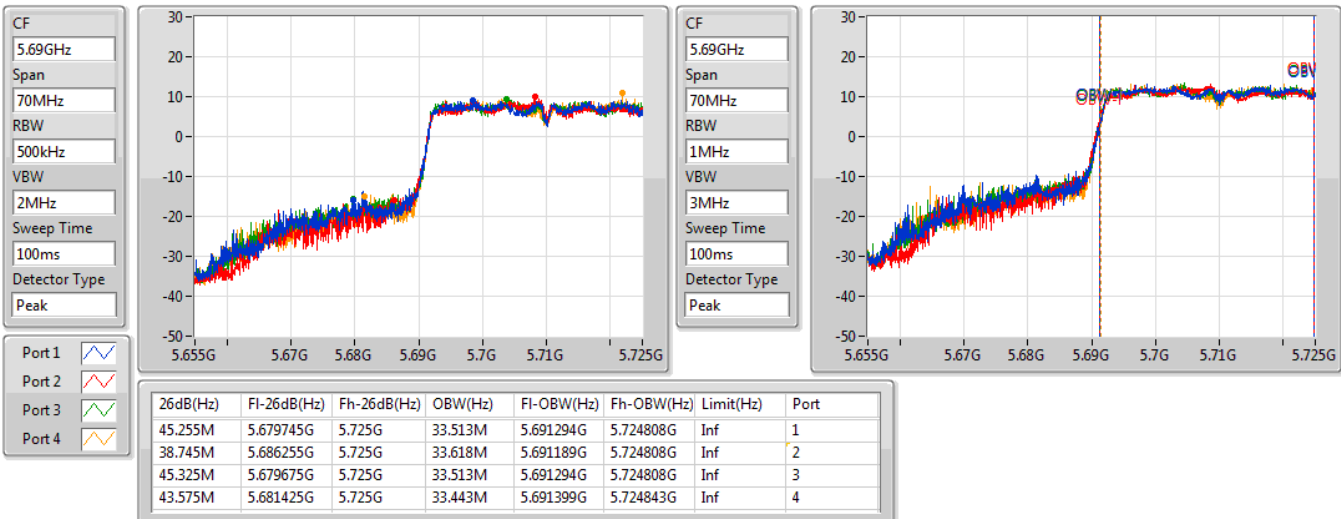 CF
5.69GHz
Span
70MHz
RBW
500kHz
VBW
2MHz
Sweep Time
100ms
Detector Type
Peak
30
20
10
0
-10
-20
-30
-40
-50
5.655G 5.67G 5.68G 5.69G 5.7G 5.71G 5.725G
CF
5.69GHz
Span
70MHz
RBW
1MHz
VBW
3MHz
Sweep Time
100ms
Detector Type
Peak
30
20
10
0
-10
-20
-30
-40
-50
OBW
5.655G 5.67G 5.68G 5.69G 5.7G 5.71G 5.725G
Port 1
Port 2
Port 3
Port 4
26dB(Hz) Fl-26dB(Hz) Fh-26dB(Hz) OBW(Hz) Fl-OBW(Hz) Fh-OBW(Hz) Limit(Hz) Port
45.255M 5.679745G 5.725G 33.513M 5.691294G 5.724808G Inf 1
38.745M 5.686255G 5.725G 33.618M 5.691189G 5.724808G Inf 2
45.325M 5.679675G 5.725G 33.513M 5.691294G 5.724808G Inf 3
43.575M 5.681425G 5.725G 33.443M 5.691399G 5.724843G Inf 4